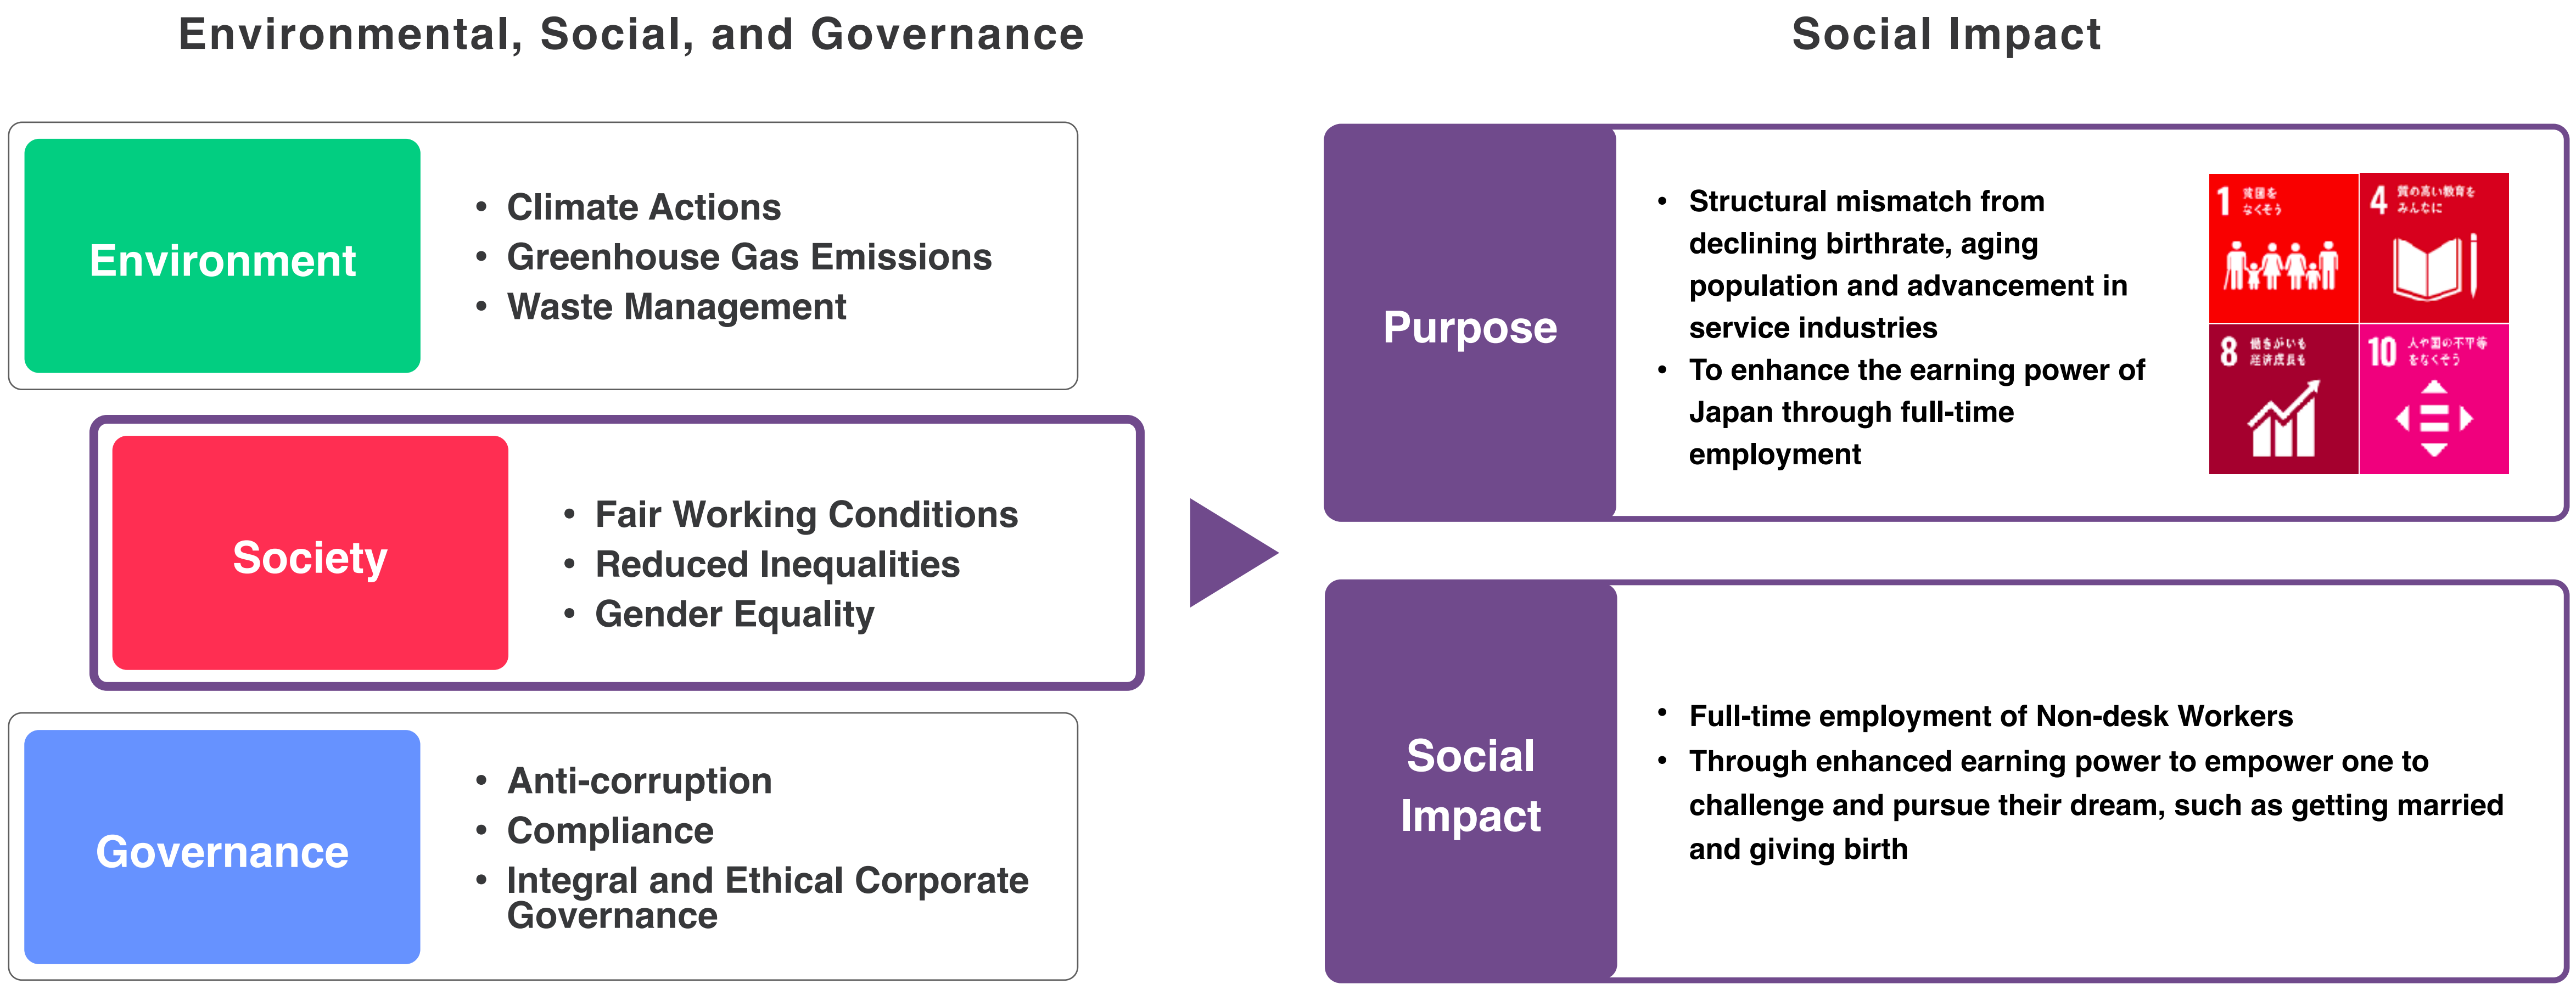 Environmental, Social, and Governance
Environment
• Climate Actions
• Greenhouse Gas Emissions
• Waste Management
Society
• Fair Working Conditions
• Reduced Inequalities
• Gender Equality
Governance
• Anti-corruption
• Compliance
• Integral and Ethical Corporate
Governance
Social Impact
Purpose
• Structural mismatch from
declining birthrate, aging
population and advancement in
service industries
• To enhance the earning power of
Japan through full-time
employment
1 貧困を
なくそう
4 質の高い教育を
みんなに
8 働きがいも
経済成長も
10 人や国の不平等
をなくそう
Social
Impact
• Full-time employment of Non-desk Workers
• Through enhanced earning power to empower one to
challenge and pursue their dream, such as getting married
and giving birth